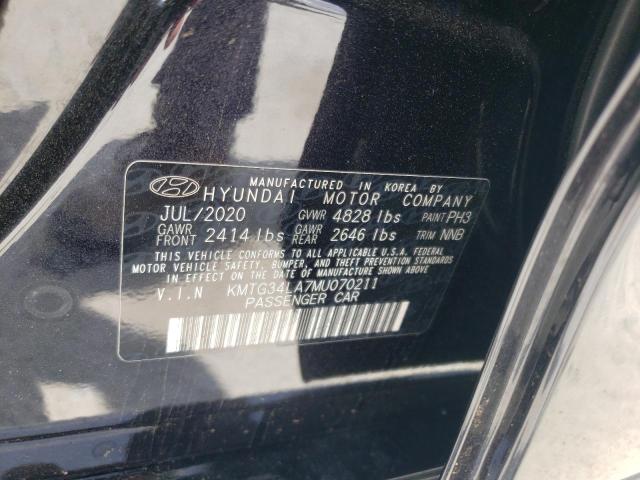 MANUFACTURED IN KOREA BY
HYUNDAI MOTOR COMPANY
JUL/2020 GVWR 4828 lbs PAINT PH3
GAWR FRONT 2414 lbs GAWR REAR 2646 lbs TRIM NNB
THIS VEHICLE CONFORMS TO ALL APPLICABLE U.S.A. FEDERAL
MOTOR VEHICLE SAFETY, BUMPER, AND THEFT PREVENTION
STANDARDS IN EFFECT ON THE DATE OF MANUFACTURE SHOWN ABOVE.
V.I.N KMTG34LA7MU070211
PASSENGER CAR